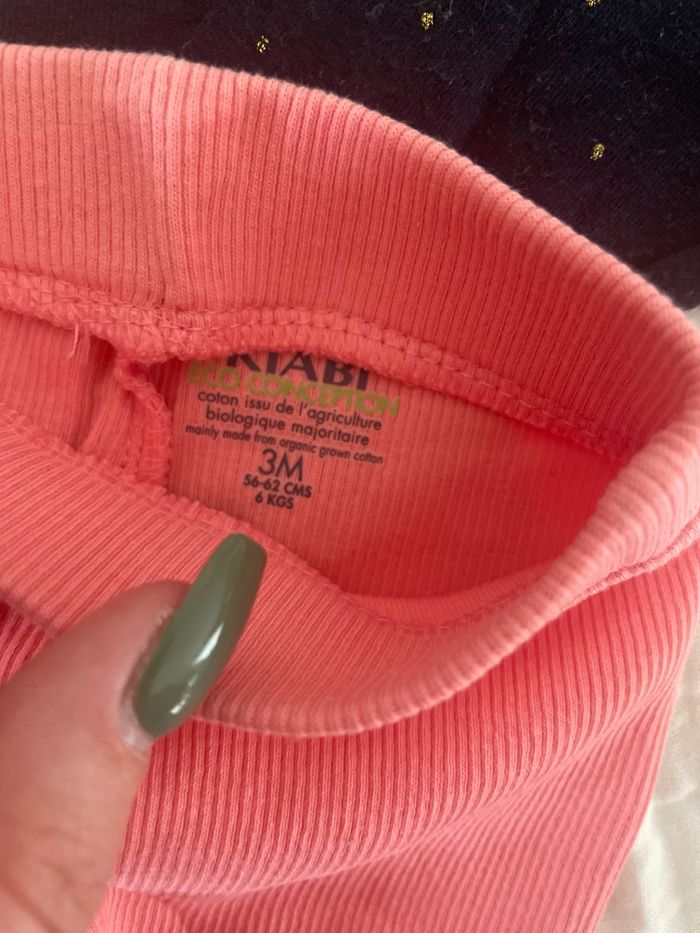 KIABI
ECO CONCEPTION
coton issu de l'agriculture
biologique majoritaire
mainly made from organic grown cotton
3M
56-62 CMS
6 KGS